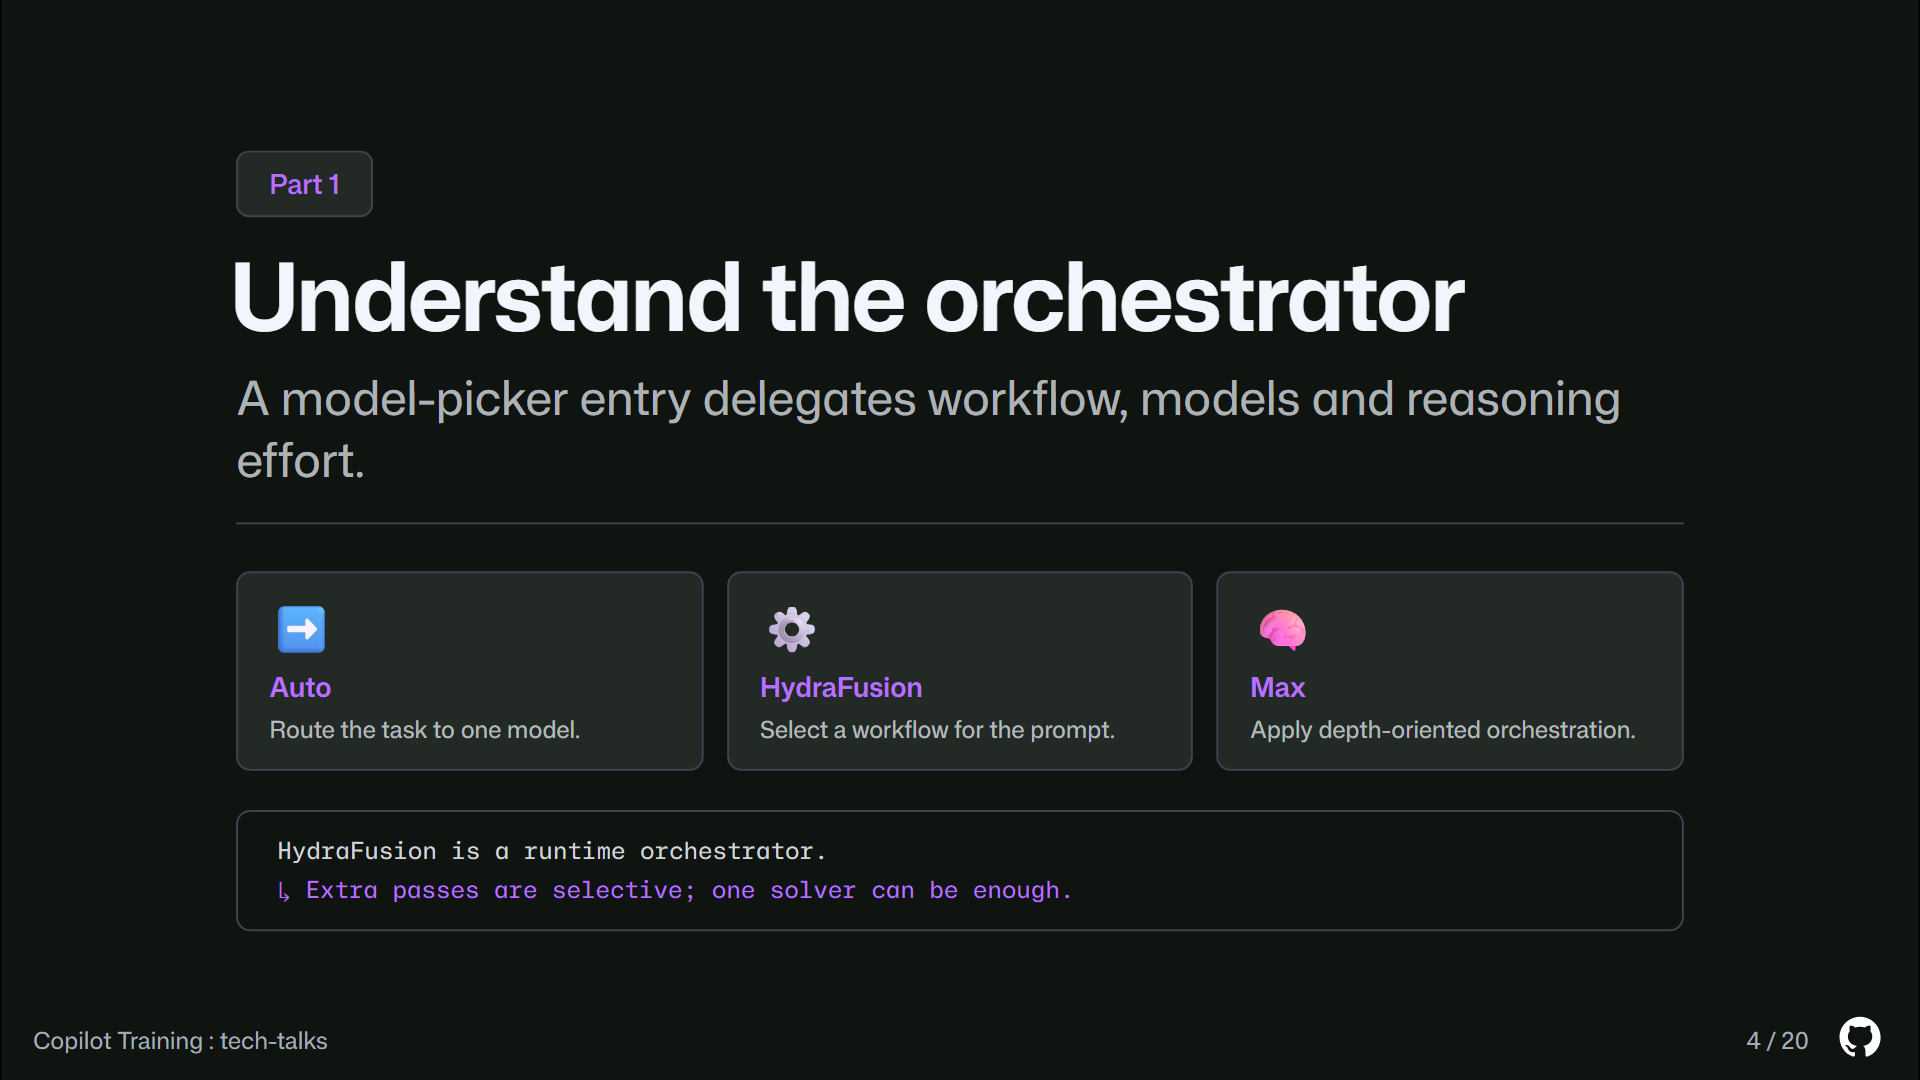 Part 1
Understand the orchestrator
A model-picker entry delegates workflow, models and reasoning
effort.
Auto
Route the task to one model.
HydraFusion
Select a workflow for the prompt.
Max
Apply depth-oriented orchestration.
HydraFusion is a runtime orchestrator.
↳ Extra passes are selective; one solver can be enough.
Copilot Training : tech-talks
4 / 20